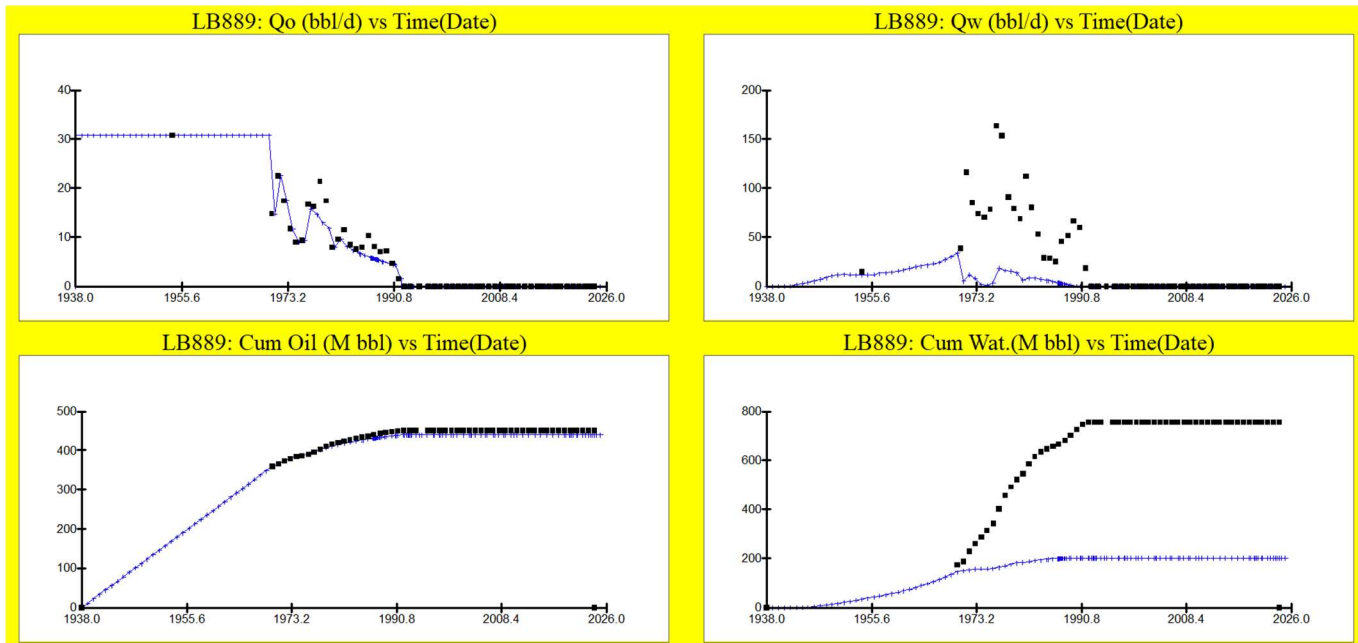 LB889: Qo (bbl/d) vs Time(Date)
40
30
20
10
0
1938.0 1955.6 1973.2 1990.8 2008.4 2026.0
LB889: Qw (bbl/d) vs Time(Date)
200
150
100
50
0
1938.0 1955.6 1973.2 1990.8 2008.4 2026.0
LB889: Cum Oil (M bbl) vs Time(Date)
500
400
300
200
100
0
1938.0 1955.6 1973.2 1990.8 2008.4 2026.0
LB889: Cum Wat.(M bbl) vs Time(Date)
800
600
400
200
0
1938.0 1955.6 1973.2 1990.8 2008.4 2026.0